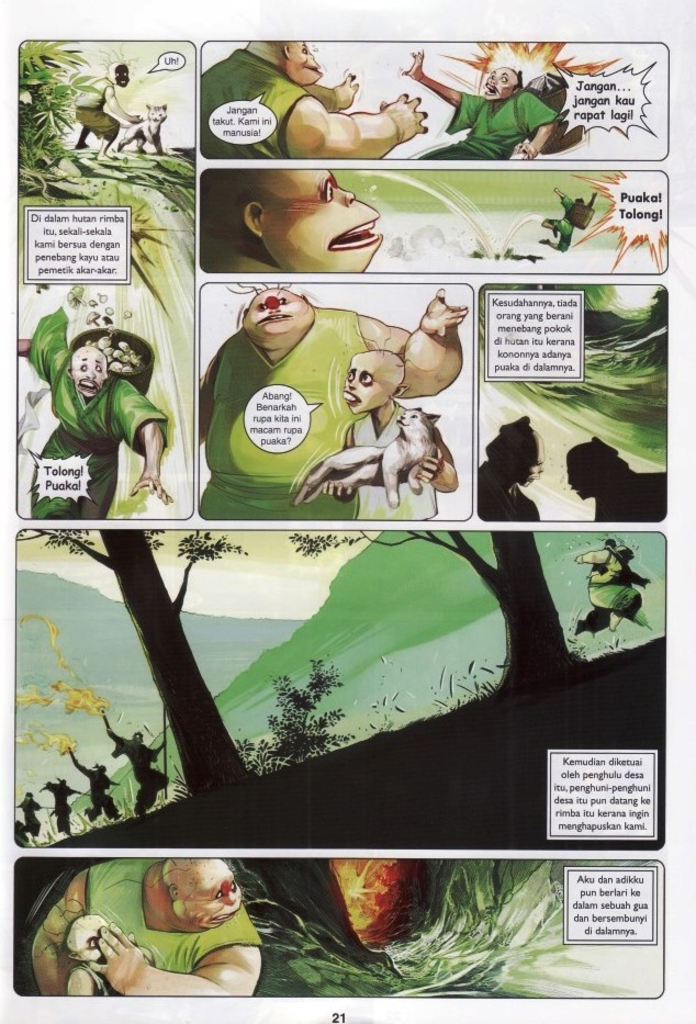 Uh!
Di dalam hutan rimba
itu, sekali-sekala
kami bersua dengan
penebang kayu atau
pemetik akar-akar.
Tolong!
Puaka!
Jangan
takut. Kami ini
manusia!
Jangan...
jangan kau
rapat lagi!
Puaka!
Tolong!
Abang!
Benarkah
rupa kita ini
macam rupa
puaka?
Kesudahannya, tiada
orang yang berani
menebang pokok
di hutan itu kerana
kononnya adanya
puaka di dalamnya.
Kemudian diketuai
oleh penghulu desa
itu, penghuni-penghuni
desa itu pun datang ke
rimba itu kerana ingin
menghapuskan kami.
Aku dan adikku
pun berlari ke
dalam sebuah gua
dan bersembunyi
di dalamnya.
21